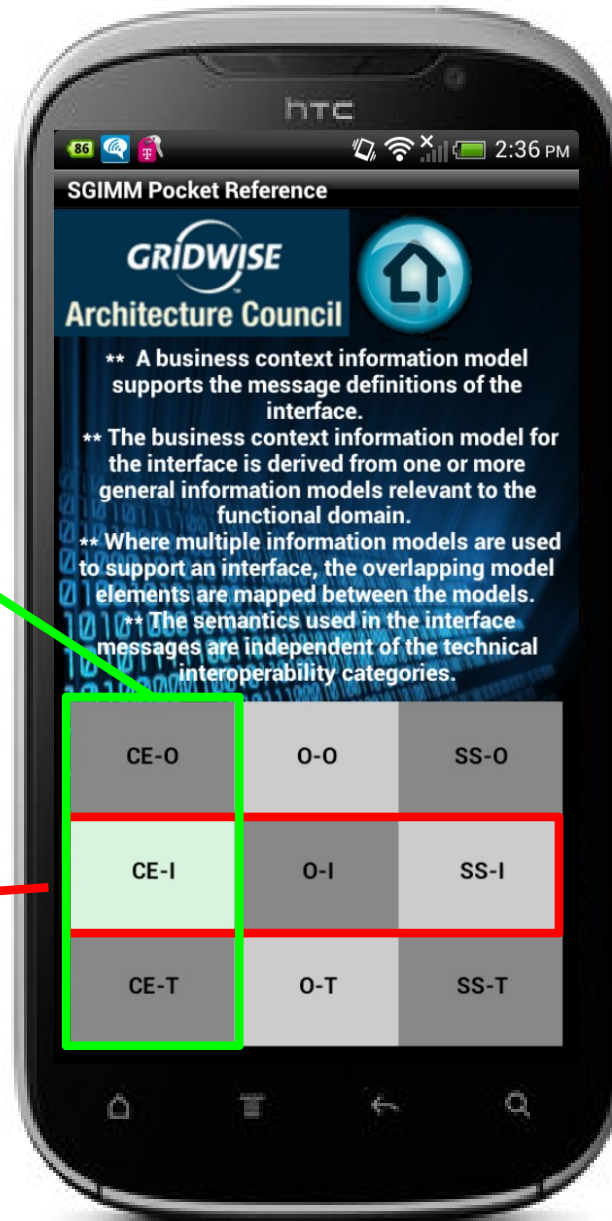 hTC
86
2:36 PM
SGIMM Pocket Reference
GRIDWISE
Architecture Council
** A business context information model
supports the message definitions of the
interface.
** The business context information model for
the interface is derived from one or more
general information models relevant to the
functional domain.
** Where multiple information models are used
to support an interface, the overlapping model
elements are mapped between the models.
** The semantics used in the interface
messages are independent of the technical
interoperability categories.
CE-O O-O SS-O
CE-I O-I SS-I
CE-T O-T SS-T